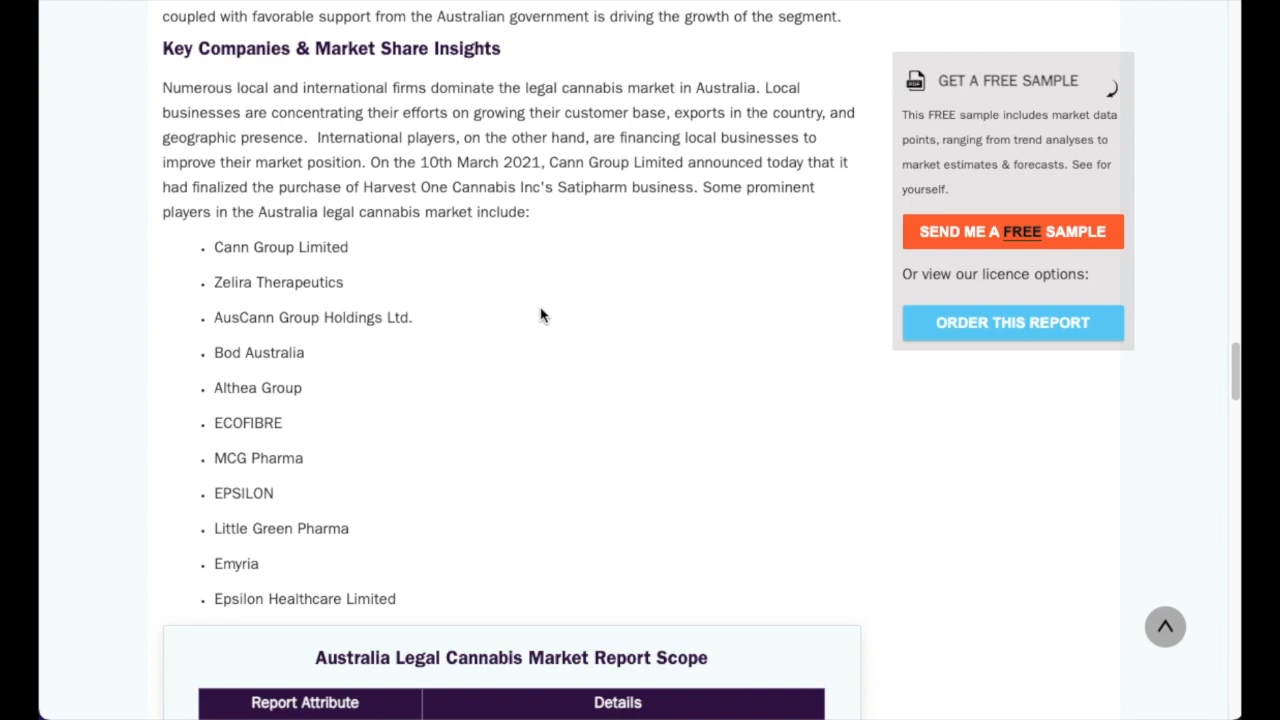 coupled with favorable support from the Australian government is driving the growth of the segment.
Key Companies & Market Share Insights
Numerous local and international firms dominate the legal cannabis market in Australia. Local
businesses are concentrating their efforts on growing their customer base, exports in the country, and
geographic presence.  International players, on the other hand, are financing local businesses to
improve their market position. On the 10th March 2021, Cann Group Limited announced today that it
had finalized the purchase of Harvest One Cannabis Inc's Satipharm business. Some prominent
players in the Australia legal cannabis market include:
• Cann Group Limited
• Zelira Therapeutics
• AusCann Group Holdings Ltd.
• Bod Australia
• Althea Group
• ECOFIBRE
• MCG Pharma
• EPSILON
• Little Green Pharma
• Emyria
• Epsilon Healthcare Limited
Australia Legal Cannabis Market Report Scope
Report Attribute Details
GET A FREE SAMPLE
This FREE sample includes market data
points, ranging from trend analyses to
market estimates & forecasts. See for
yourself.
SEND ME A FREE SAMPLE
Or view our licence options:
ORDER THIS REPORT